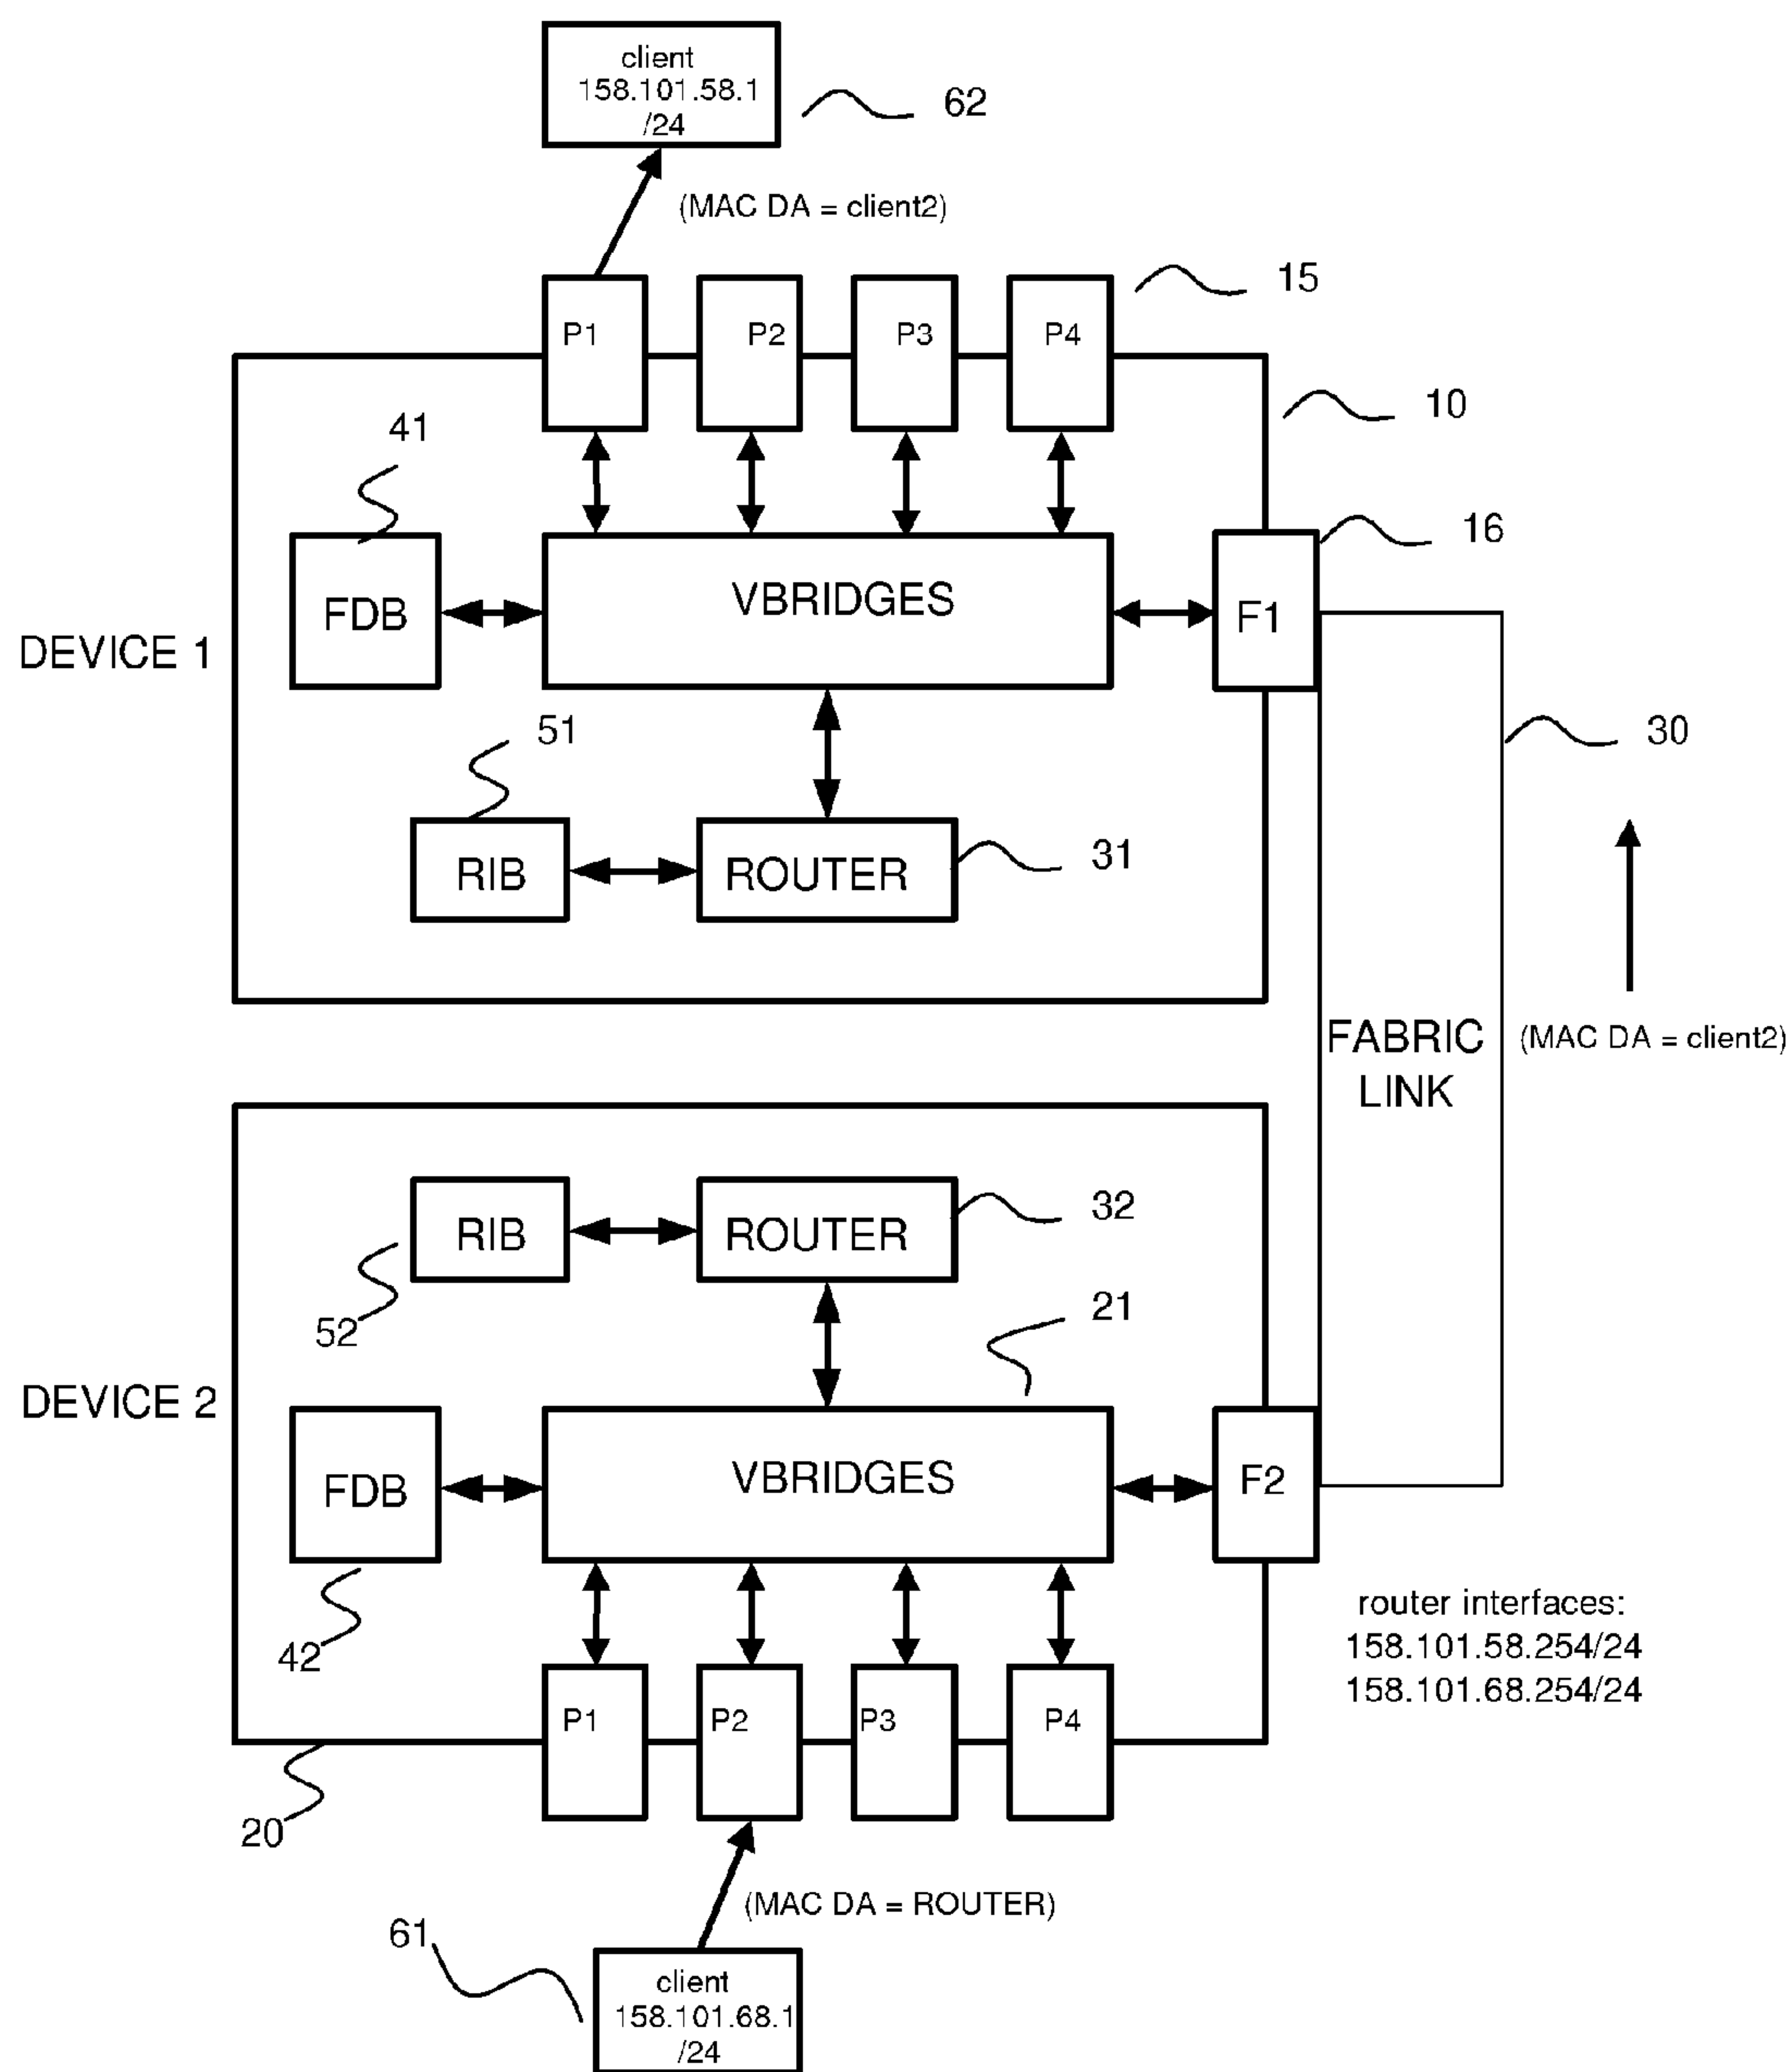 client
158.101.58.1
/24
62
(MAC DA = client2)
15
P1
P2
P3
P4
10
41
16
FDB
VBRIDGES
F1
DEVICE 1
51
30
RIB
ROUTER
31
FABRIC
LINK
(MAC DA = client2)
RIB
ROUTER
32
52
21
DEVICE 2
FDB
VBRIDGES
F2
42
router interfaces:
158.101.58.254/24
158.101.68.254/24
P1
P2
P3
P4
20
(MAC DA = ROUTER)
61
client
158.101.68.1
/24